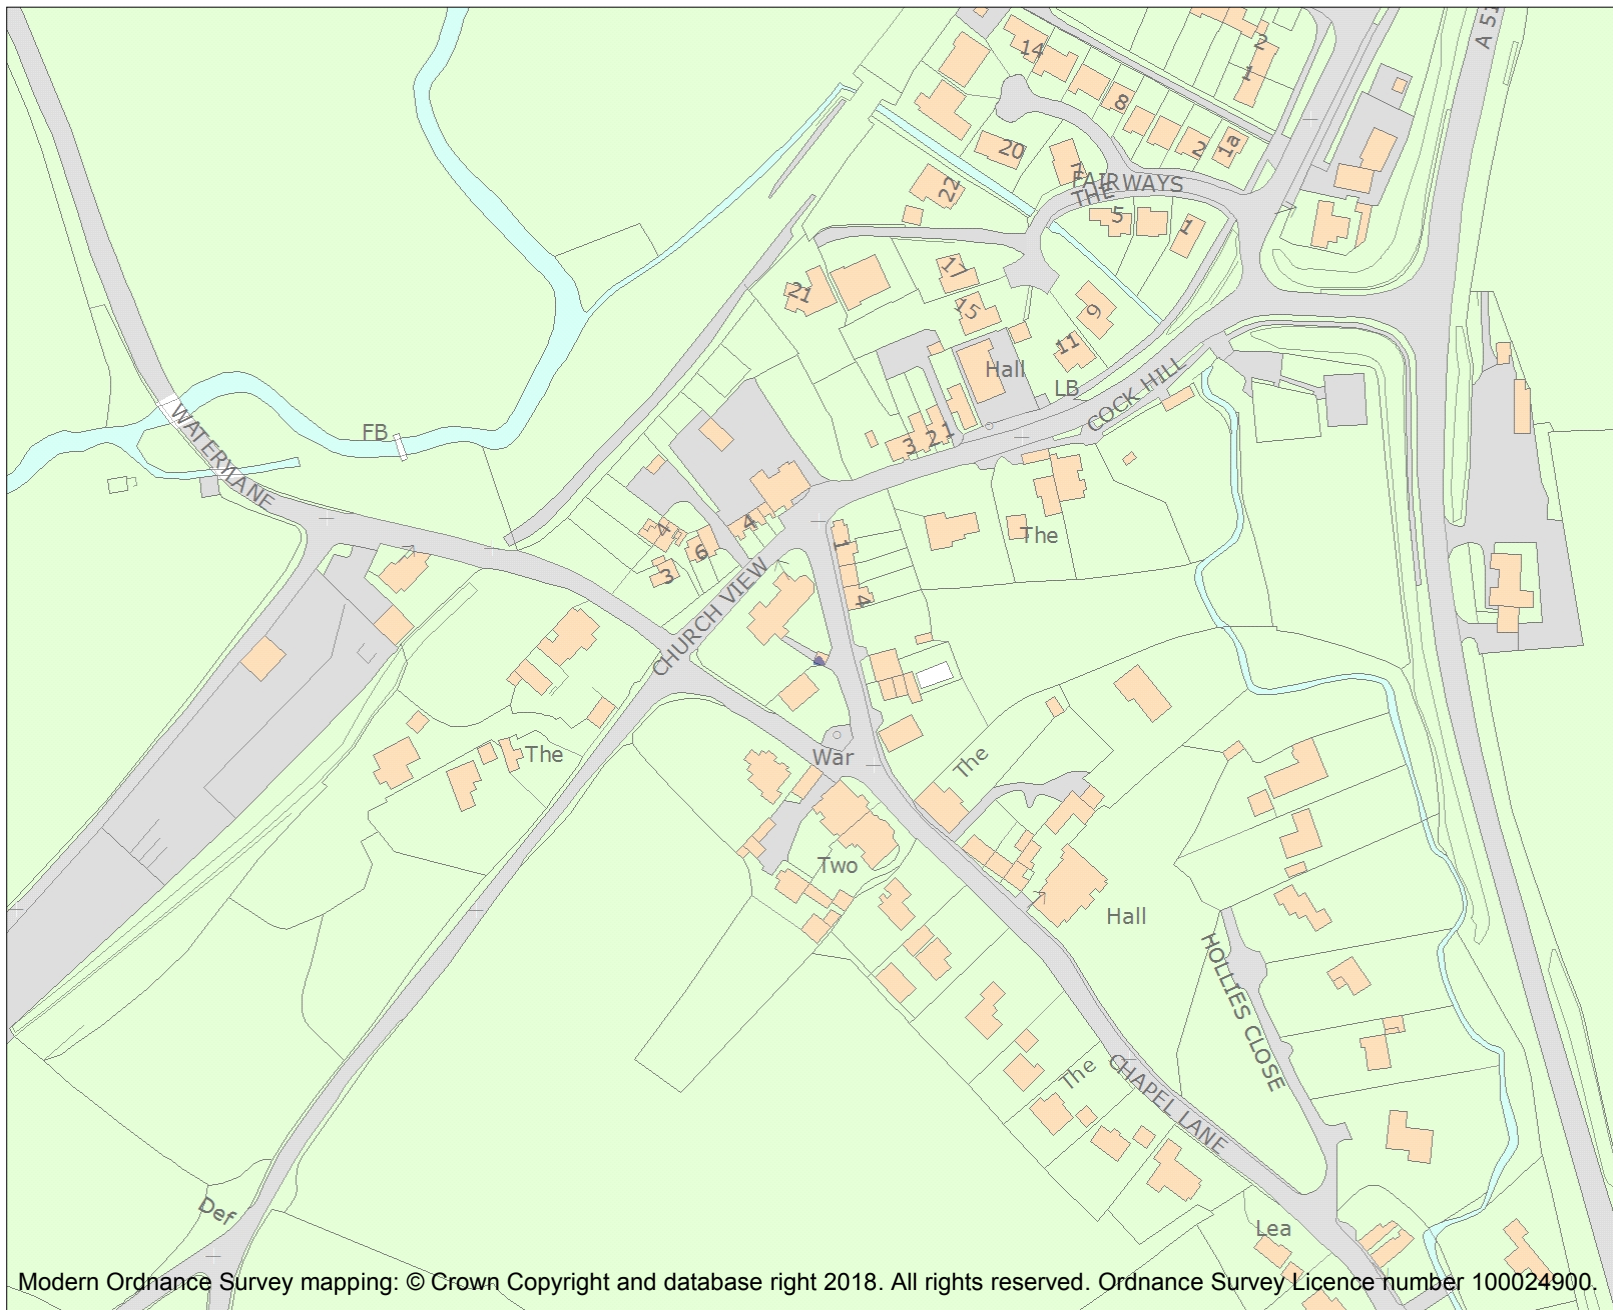 A 51
14
2
1
8
2
1a
20
7
THE
FAIRWAYS
22
5
1
17
21
15
9
11
Hall
LB
COCK HILL
WATERYLANE
FB
3
2
1
4
6
3
4
1
4
The
CHURCH VIEW
The
War
The
Two
Hall
HOLLIES CLOSE
The
CHAPEL LANE
Def
Lea
Modern Ordnance Survey mapping: © Crown Copyright and database right 2018. All rights reserved. Ordnance Survey Licence number 100024900.